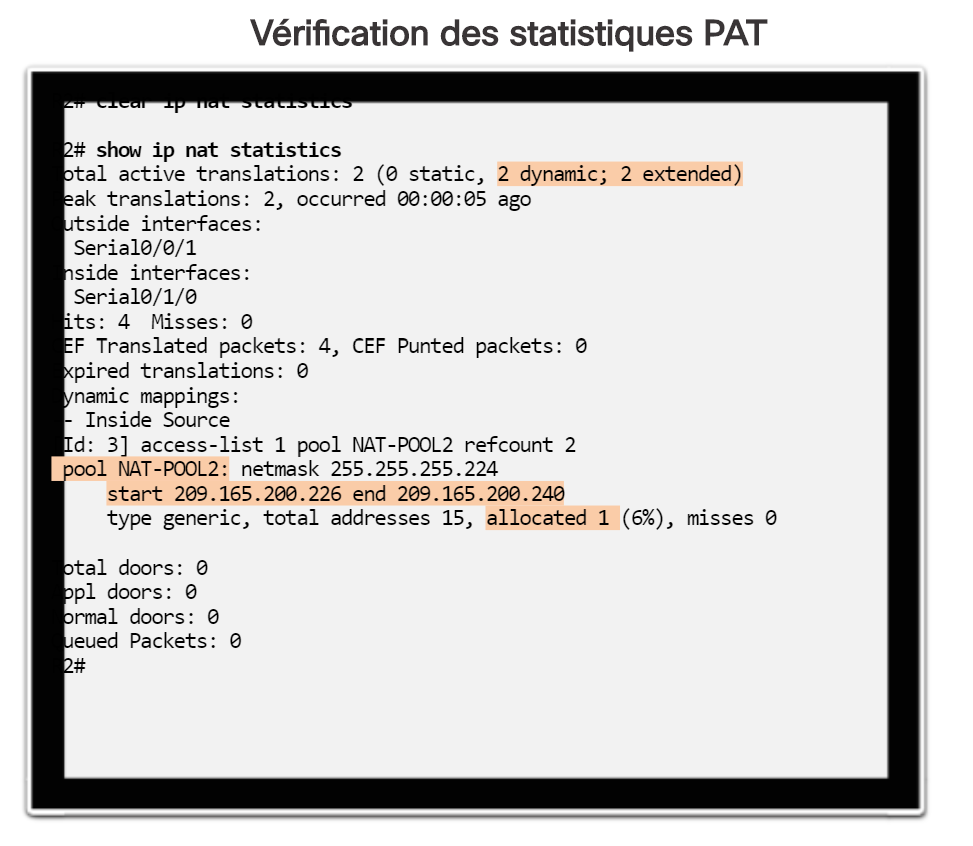 Vérification des statistiques PAT
2# clear ip nat statistics
2# show ip nat statistics
otal active translations: 2 (0 static, 2 dynamic; 2 extended)
eak translations: 2, occurred 00:00:05 ago
utside interfaces:
Serial0/0/1
nside interfaces:
Serial0/1/0
its: 4 Misses: 0
EF Translated packets: 4, CEF Punted packets: 0
xpired translations: 0
ynamic mappings:
- Inside Source
Id: 3] access-list 1 pool NAT-POOL2 refcount 2
pool NAT-POOL2: netmask 255.255.255.224
start 209.165.200.226 end 209.165.200.240
type generic, total addresses 15, allocated 1 (6%), misses 0
otal doors: 0
ppl doors: 0
ormal doors: 0
ueued Packets: 0
2#